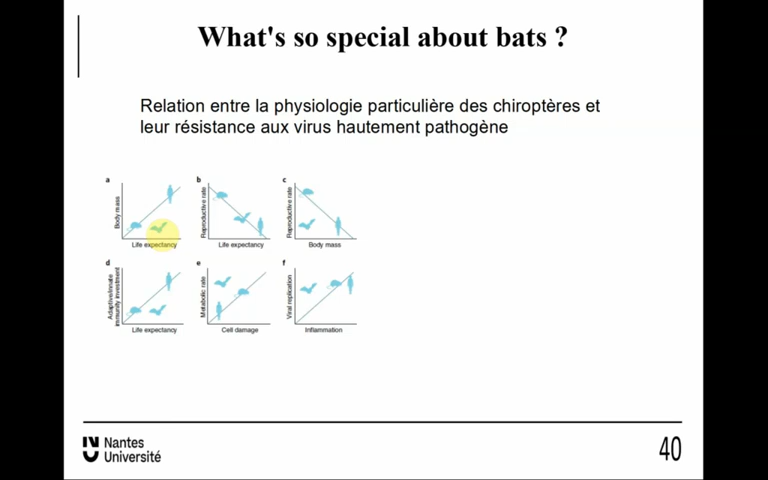 What's so special about bats ?
Relation entre la physiologie particulière des chiroptères et
leur résistance aux virus hautement pathogène
a
Body mass
Life expectancy
b
Reproductive rate
Life expectancy
c
Reproductive rate
Body mass
d
Adaptive/innate
immunity investment
Life expectancy
e
Metabolic rate
Cell damage
f
Viral replication
Inflammation
Nantes
Université
40